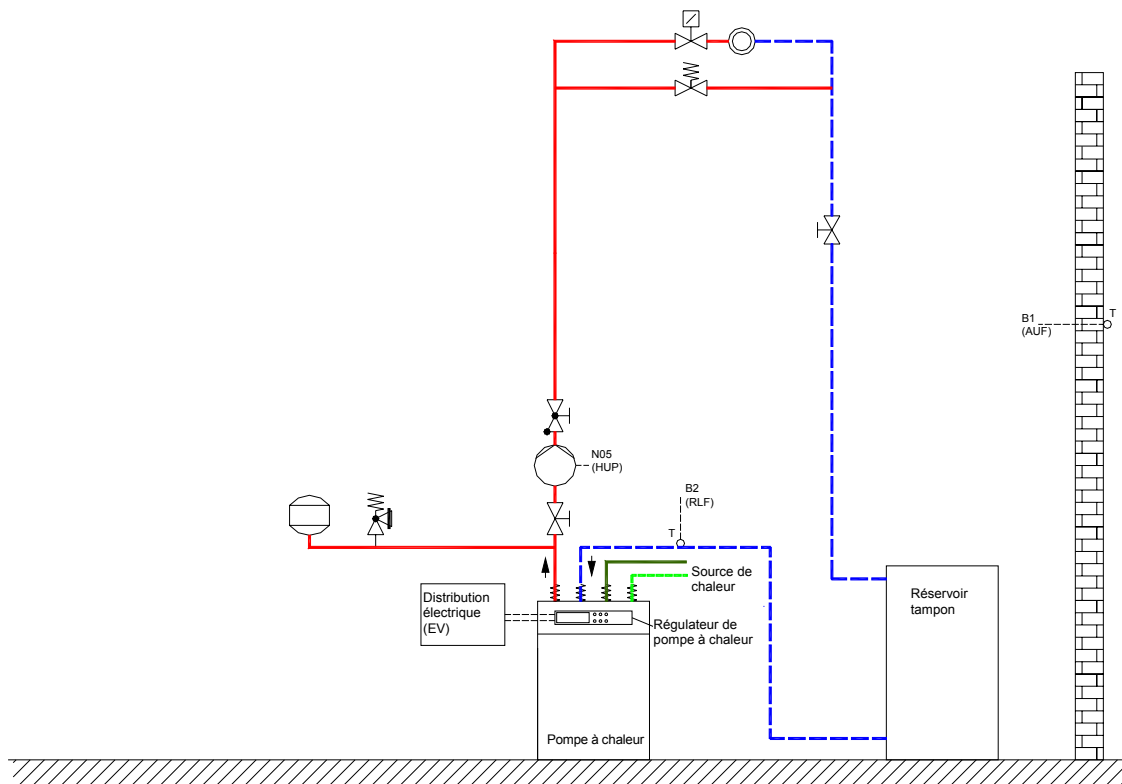 B1
(AUF)
T
N05
(HUP)
B2
(RLF)
T
Source de
chaleur
Distribution
électrique
(EV)
Régulateur de
pompe à chaleur
Réservoir
tampon
Pompe à chaleur